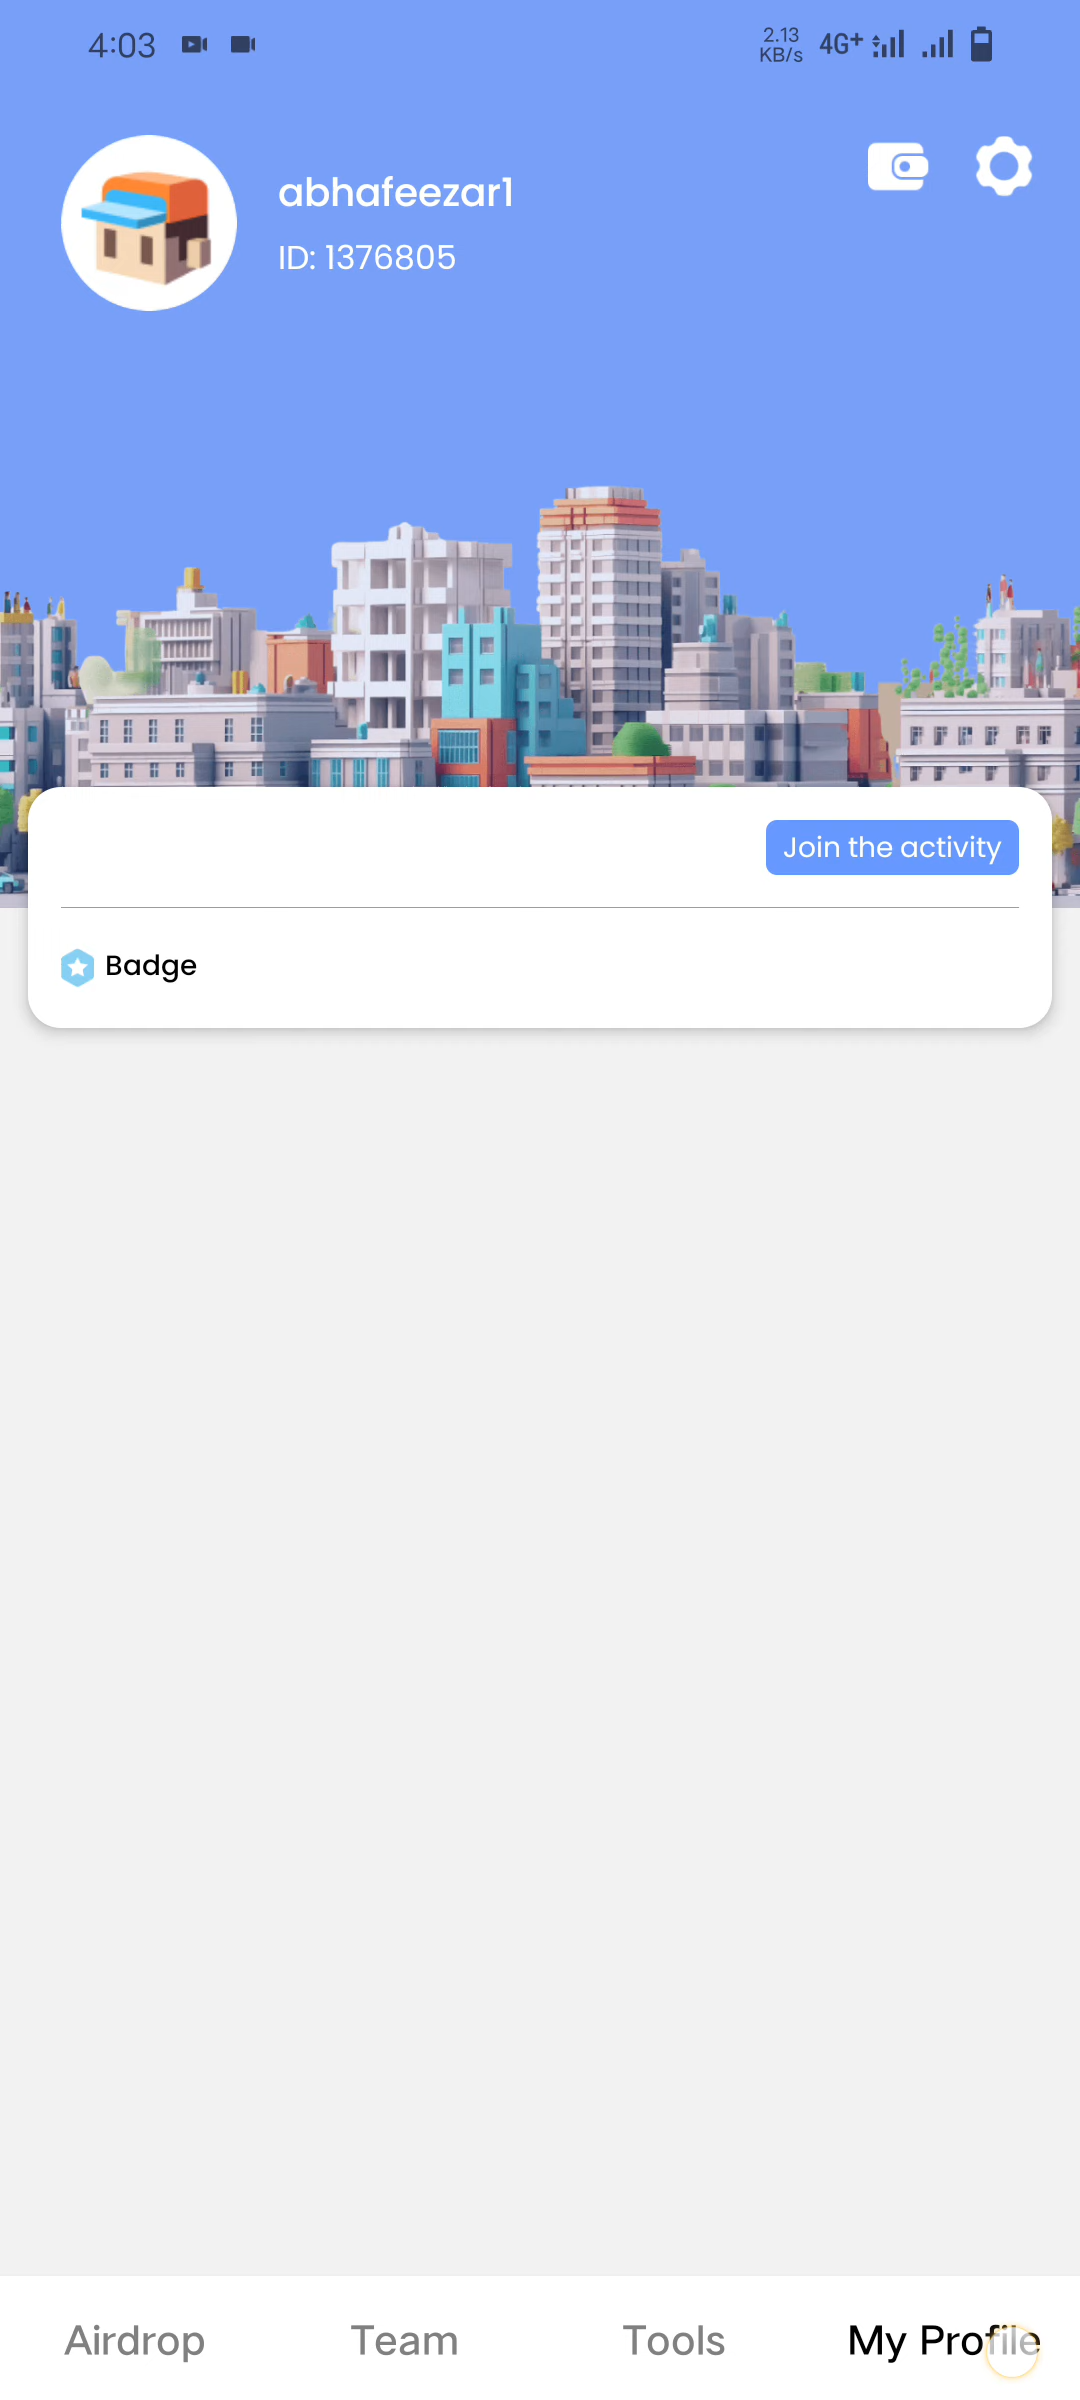 4:03
2.13
KB/s
4G+
abhafeezar1
ID: 1376805
Join the activity
Badge
Airdrop
Team
Tools
My Profile